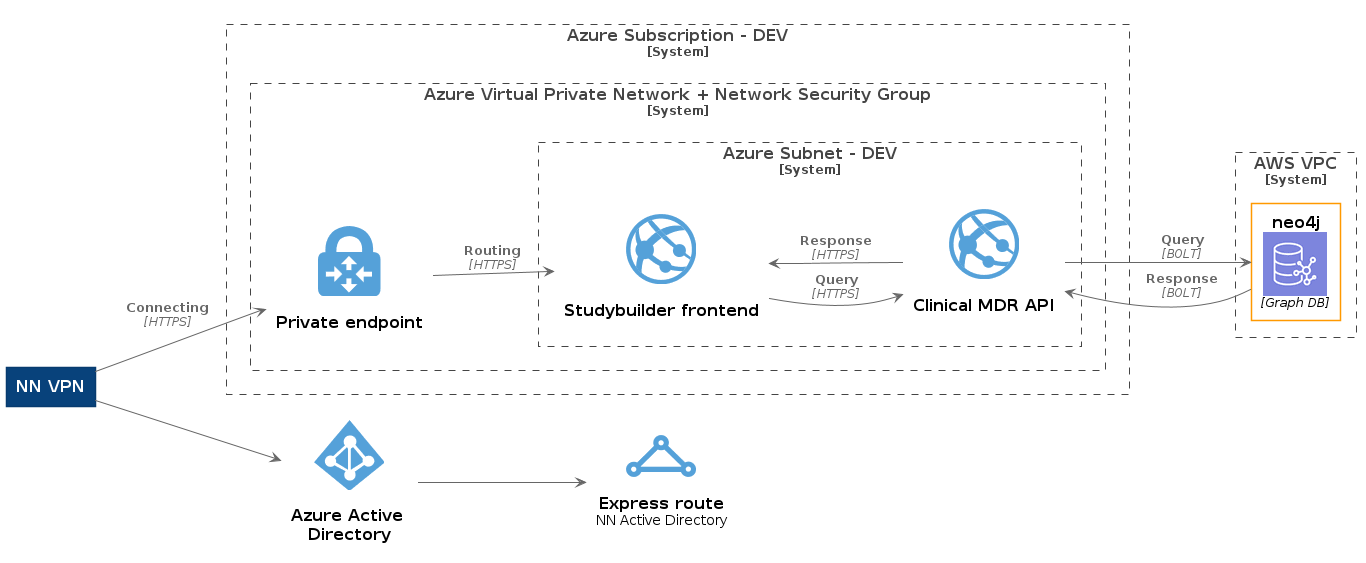 Azure Subscription - DEV
[System]
Azure Virtual Private Network + Network Security Group
[System]
Azure Subnet - DEV
[System]
AWS VPC
[System]
neo4j
[Graph DB]
Connecting
[HTTPS]
Private endpoint
Routing
[HTTPS]
Studybuilder frontend
Response
[HTTPS]
Query
[HTTPS]
Clinical MDR API
Query
[BOLT]
Response
[BOLT]
NN VPN
Azure Active
Directory
Express route
NN Active Directory